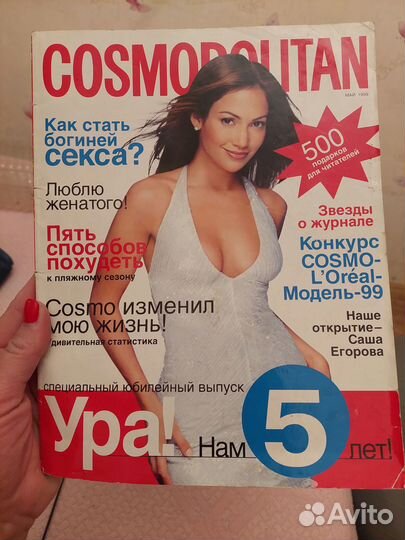 COSMOPOLITAN
МАЙ 1999
Как стать
богиней
секса?
500
подарков
для читателей
Люблю
женатого!
Пять
способов
похудеть
к пляжному сезону
Звезды
о журнале
Конкурс
COSMO-
L'Oréal-
Модель-99
Наше
открытие–
Саша
Егорова
Cosmo изменил
мою жизнь!
удивительная статистика
специальный юбилейный выпуск
Ура! Нам 5 лет!
Avito